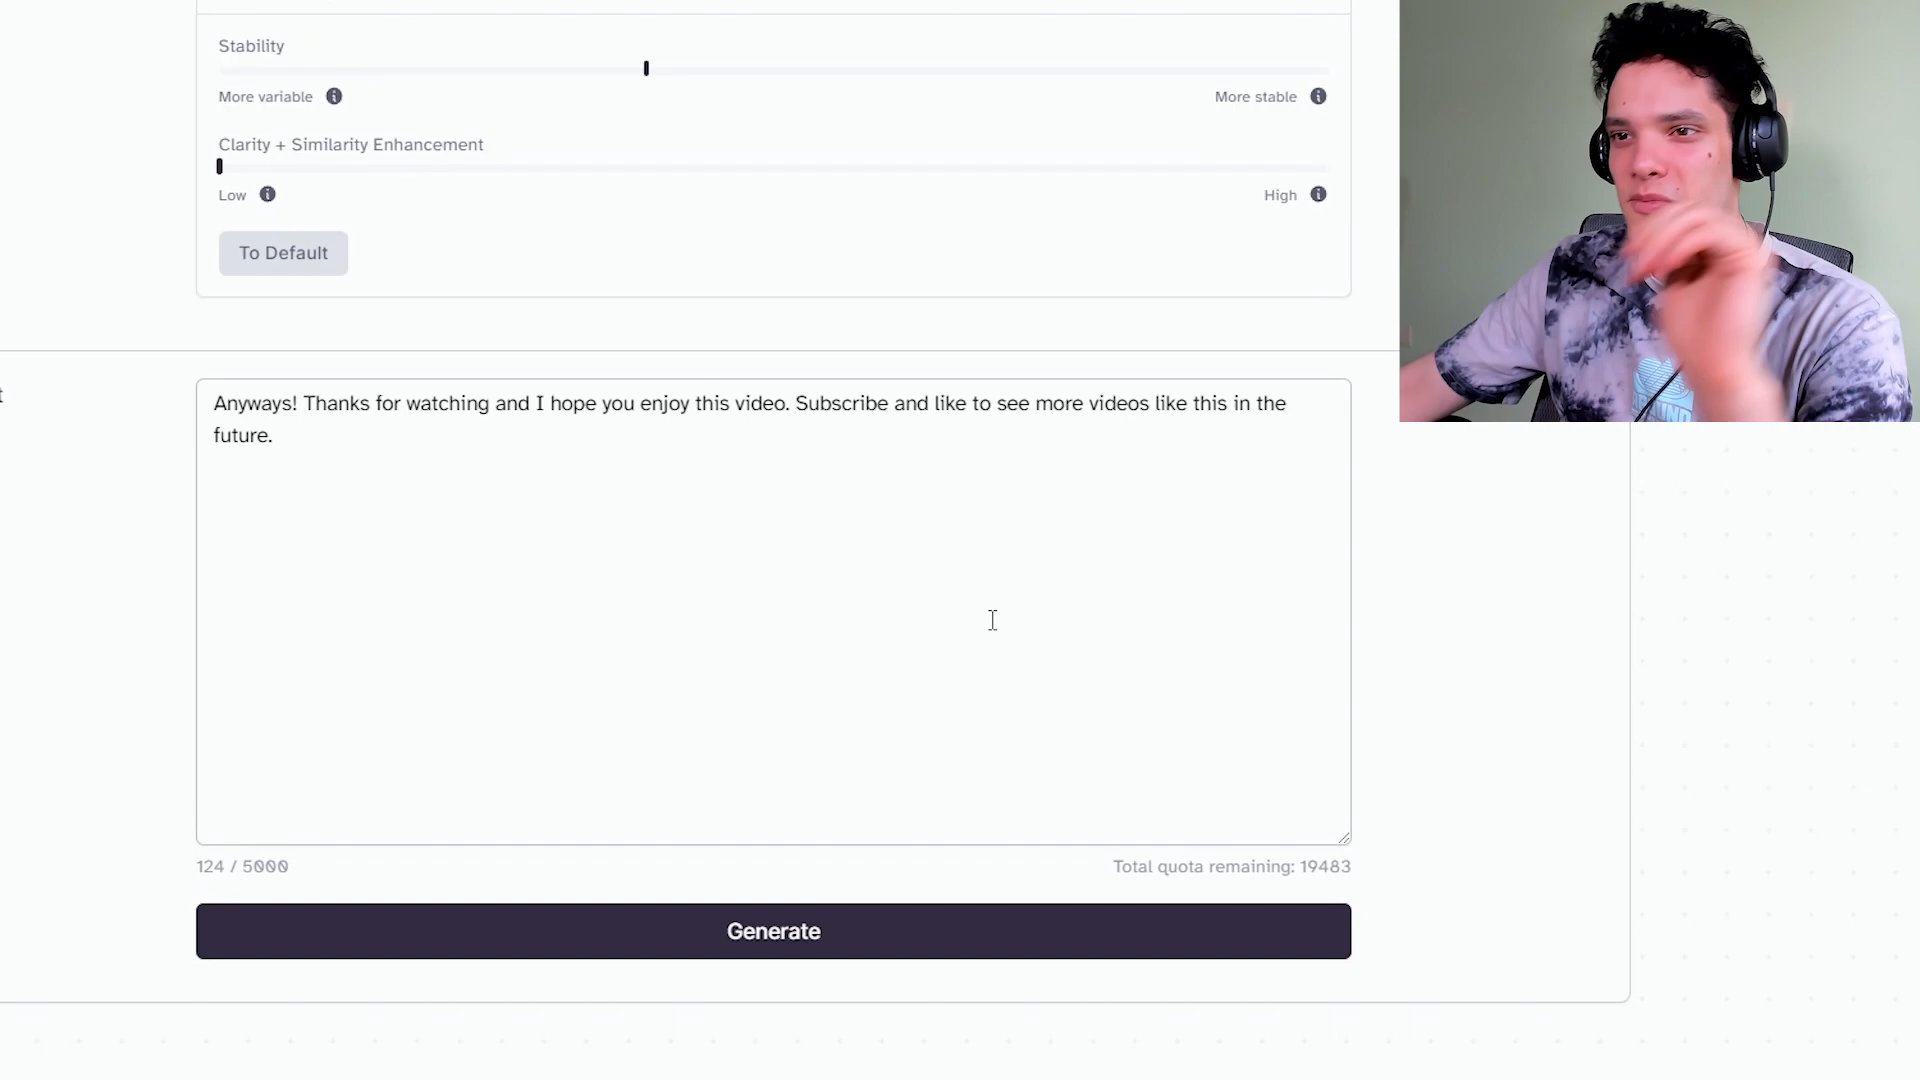 Stability
More variable
More stable
Clarity + Similarity Enhancement
Low
High
To Default
t
Anyways! Thanks for watching and I hope you enjoy this video. Subscribe and like to see more videos like this in the
future.
124 / 5000
Total quota remaining: 19483
Generate